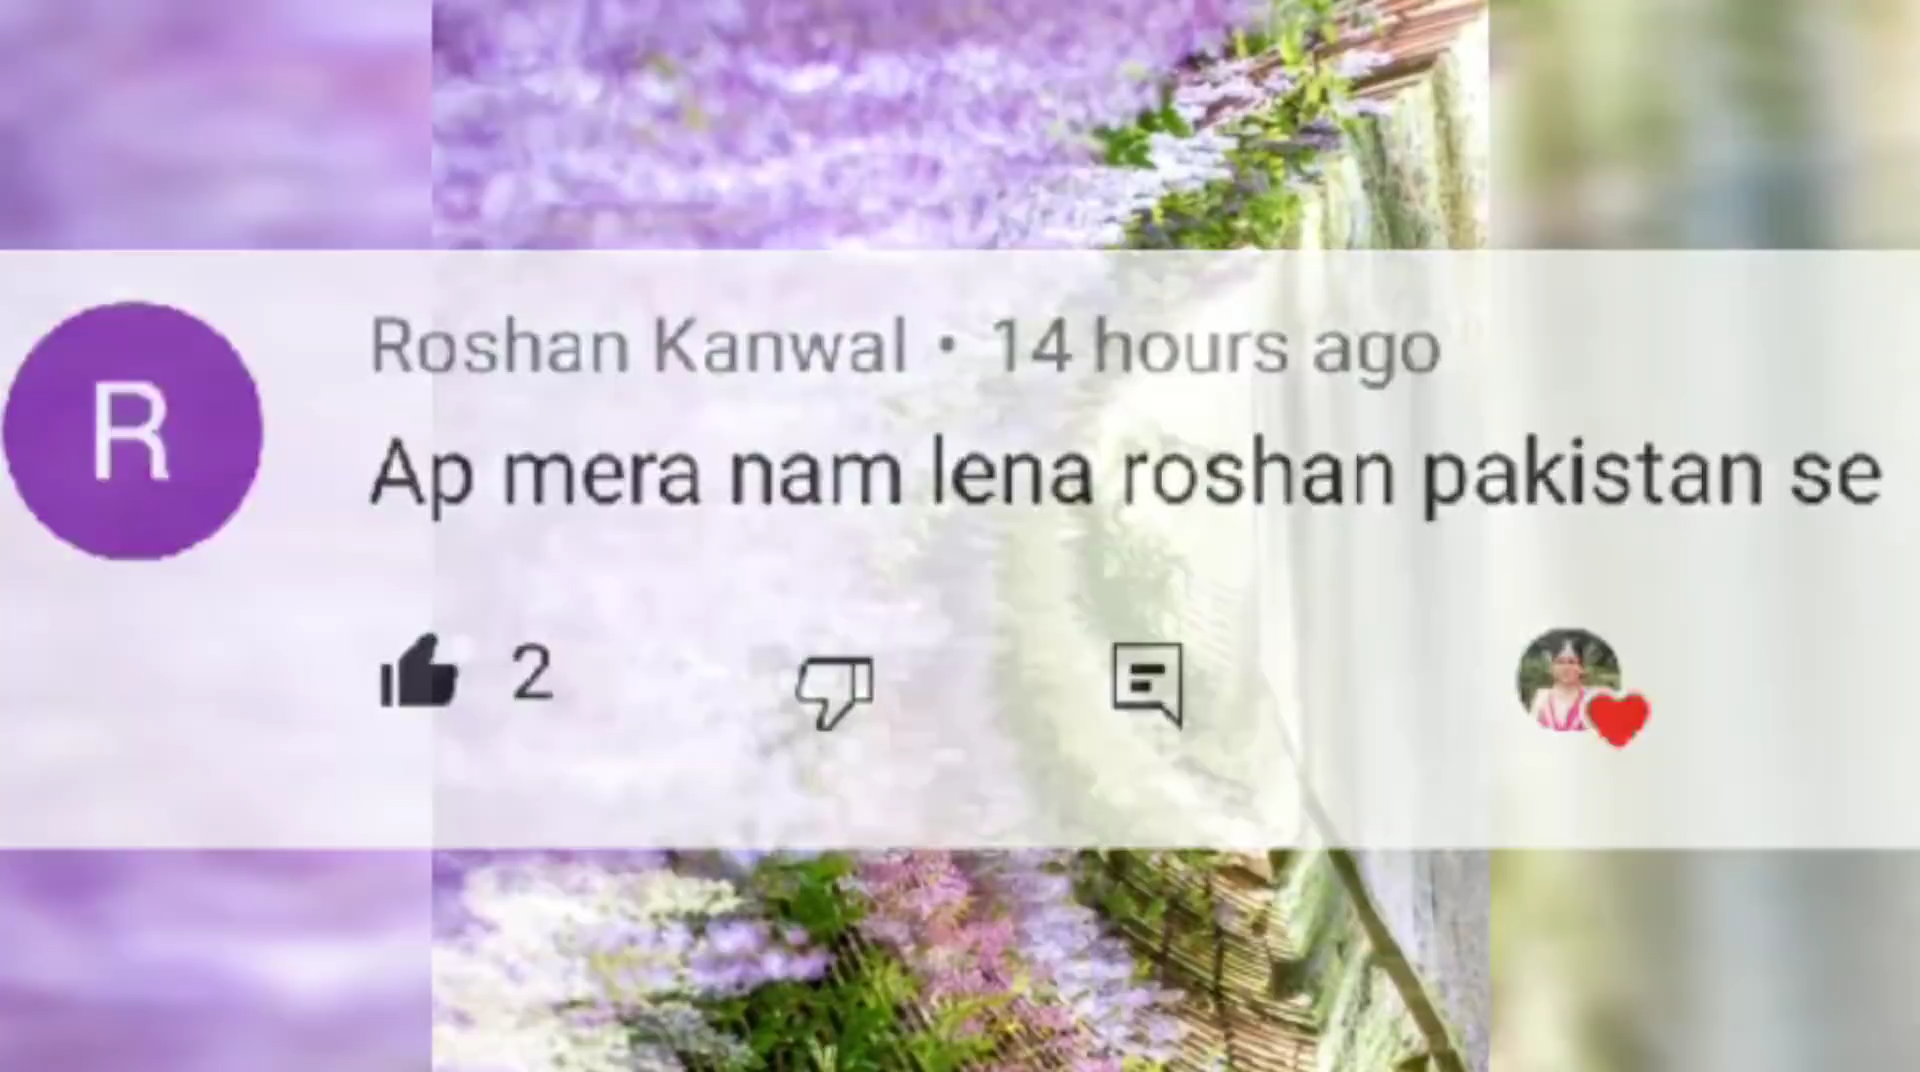 R
Roshan Kanwal • 14 hours ago
Ap mera nam lena roshan pakistan se
2